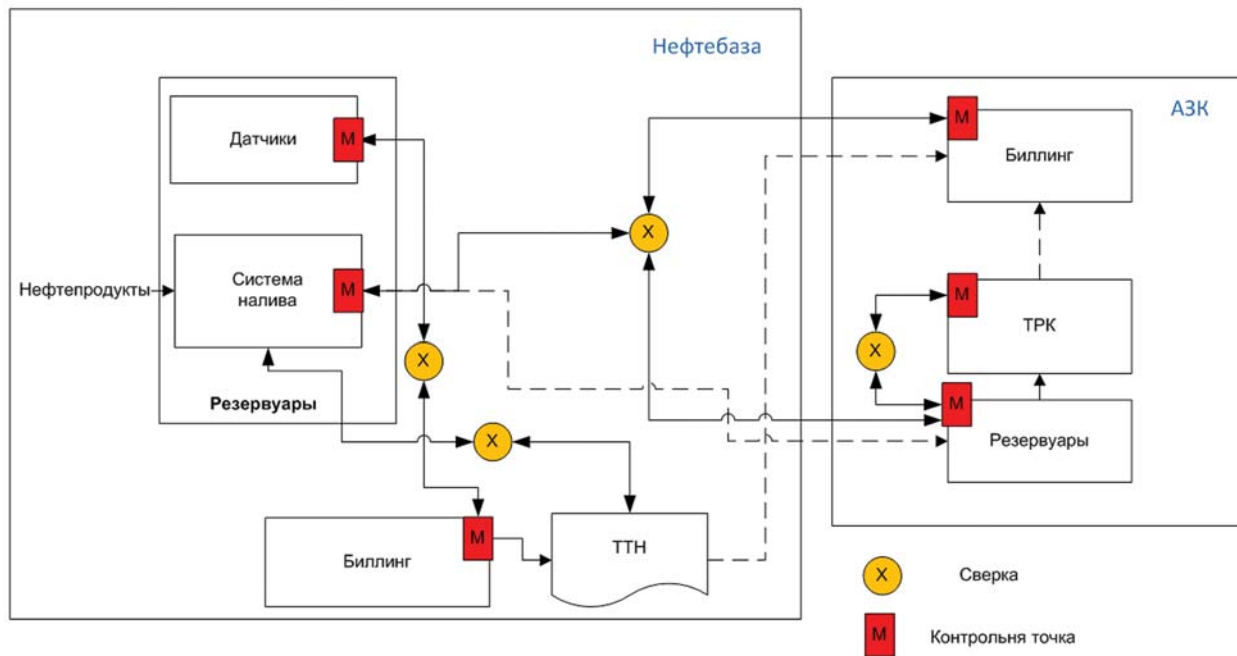 Нефтебаза
АЗК
Датчики
М
М
Биллинг
Х
Нефтепродукты
Система
налива
М
М
ТРК
Х
Х
Резервуары
М
Резервуары
Х
М
Биллинг
ТТН
Х
Сверка
М
Контрольня точка